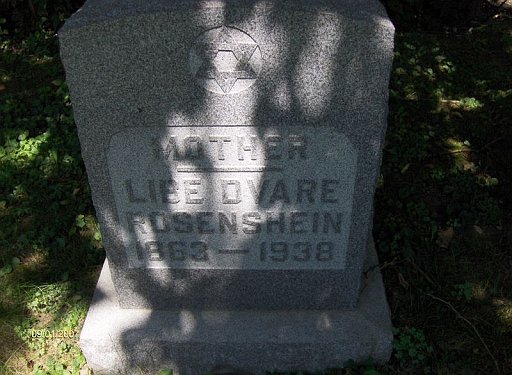 MOTHER
LIBE DVARE
ROSENSHEIN
1863 — 1938